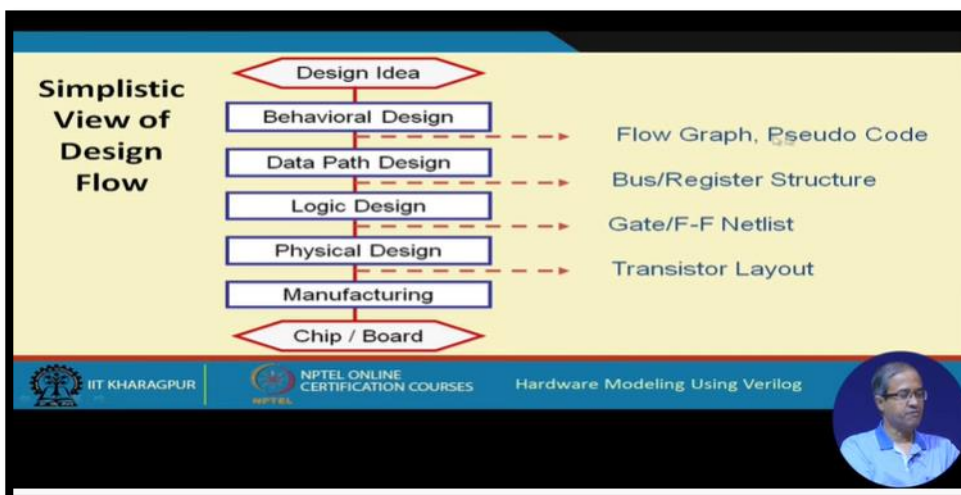 Simplistic
View of
Design
Flow
Design Idea
Behavioral Design
Flow Graph, Pseudo Code
Data Path Design
Bus/Register Structure
Logic Design
Gate/F-F Netlist
Physical Design
Transistor Layout
Manufacturing
Chip / Board
IIT KHARAGPUR
NPTEL
NPTEL ONLINE
CERTIFICATION COURSES
Hardware Modeling Using Verilog